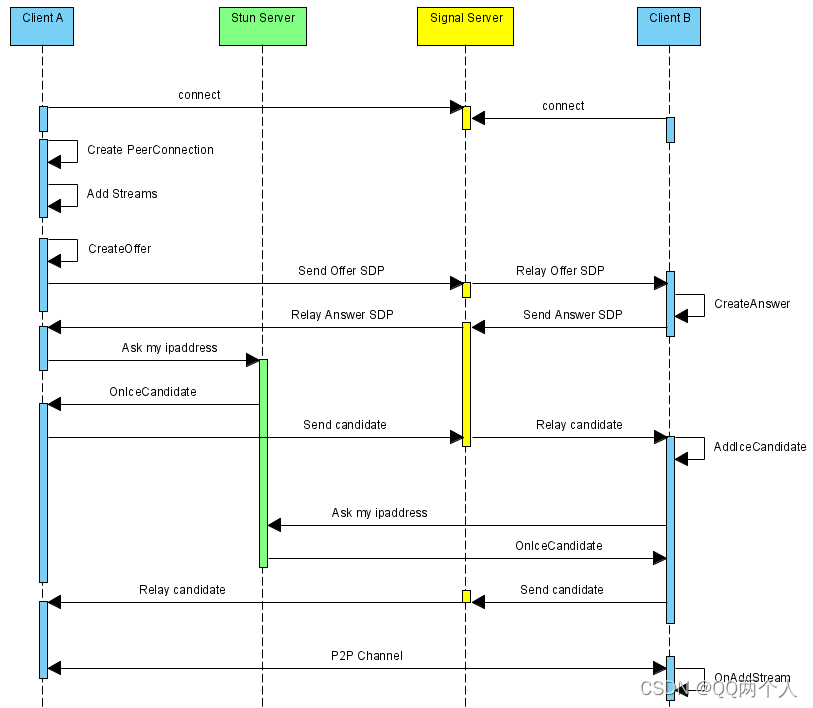 Client A
Stun Server
Signal Server
Client B
connect
connect
Create PeerConnection
Add Streams
CreateOffer
Send Offer SDP
Relay Offer SDP
CreateAnswer
Relay Answer SDP
Send Answer SDP
Ask my ipaddress
OnIceCandidate
Send candidate
Relay candidate
AddIceCandidate
Ask my ipaddress
OnIceCandidate
Relay candidate
Send candidate
P2P Channel
OnAddStream
CSDN @QQ两个人